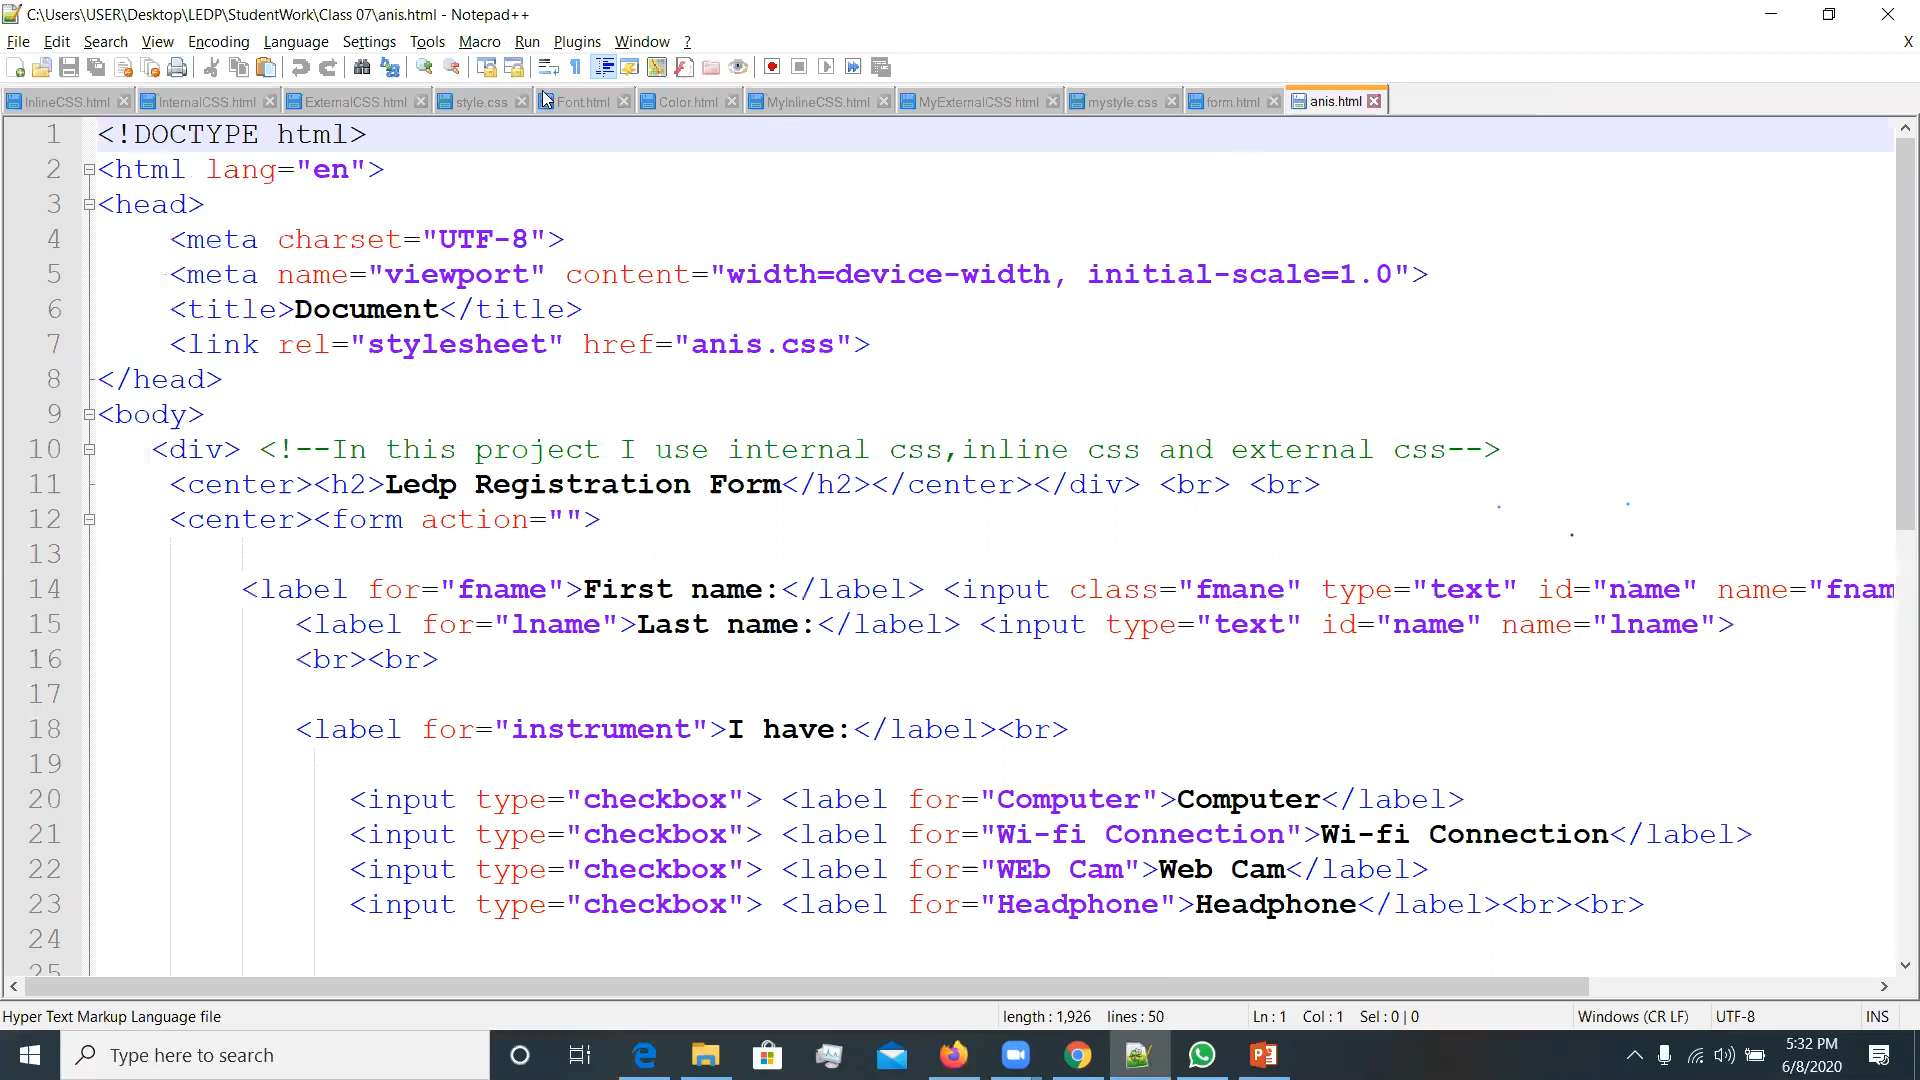 C:\Users\USER\Desktop\LEDP\StudentWork\Class 07\anis.html - Notepad++
File Edit Search View Encoding Language Settings Tools Macro Run Plugins Window ? X
InlineCSS.html InternalCSS.html ExternalCSS.html style.css Font.html Color.html MyInlineCSS.html MyExternalCSS.html mystyle.css form.html anis.html
1 <!DOCTYPE html>
2 <html lang="en">
3 <head>
4 <meta charset="UTF-8">
5 <meta name="viewport" content="width=device-width, initial-scale=1.0">
6 <title>Document</title>
7 <link rel="stylesheet" href="anis.css">
8 </head>
9 <body>
10 <div> <!--In this project I use internal css,inline css and external css-->
11 <center><h2>Ledp Registration Form</h2></center></div> <br> <br>
12 <center><form action="">
13
14 <label for="fname">First name:</label> <input class="fmane" type="text" id="name" name="fnam
15 <label for="lname">Last name:</label> <input type="text" id="name" name="lname">
16 <br><br>
17
18 <label for="instrument">I have:</label><br>
19
20 <input type="checkbox"> <label for="Computer">Computer</label>
21 <input type="checkbox"> <label for="Wi-fi Connection">Wi-fi Connection</label>
22 <input type="checkbox"> <label for="WEb Cam">Web Cam</label>
23 <input type="checkbox"> <label for="Headphone">Headphone</label><br><br>
24
25
Hyper Text Markup Language file length : 1,926 lines : 50 Ln : 1 Col : 1 Sel : 0 | 0 Windows (CR LF) UTF-8 INS
Type here to search
5:32 PM
6/8/2020